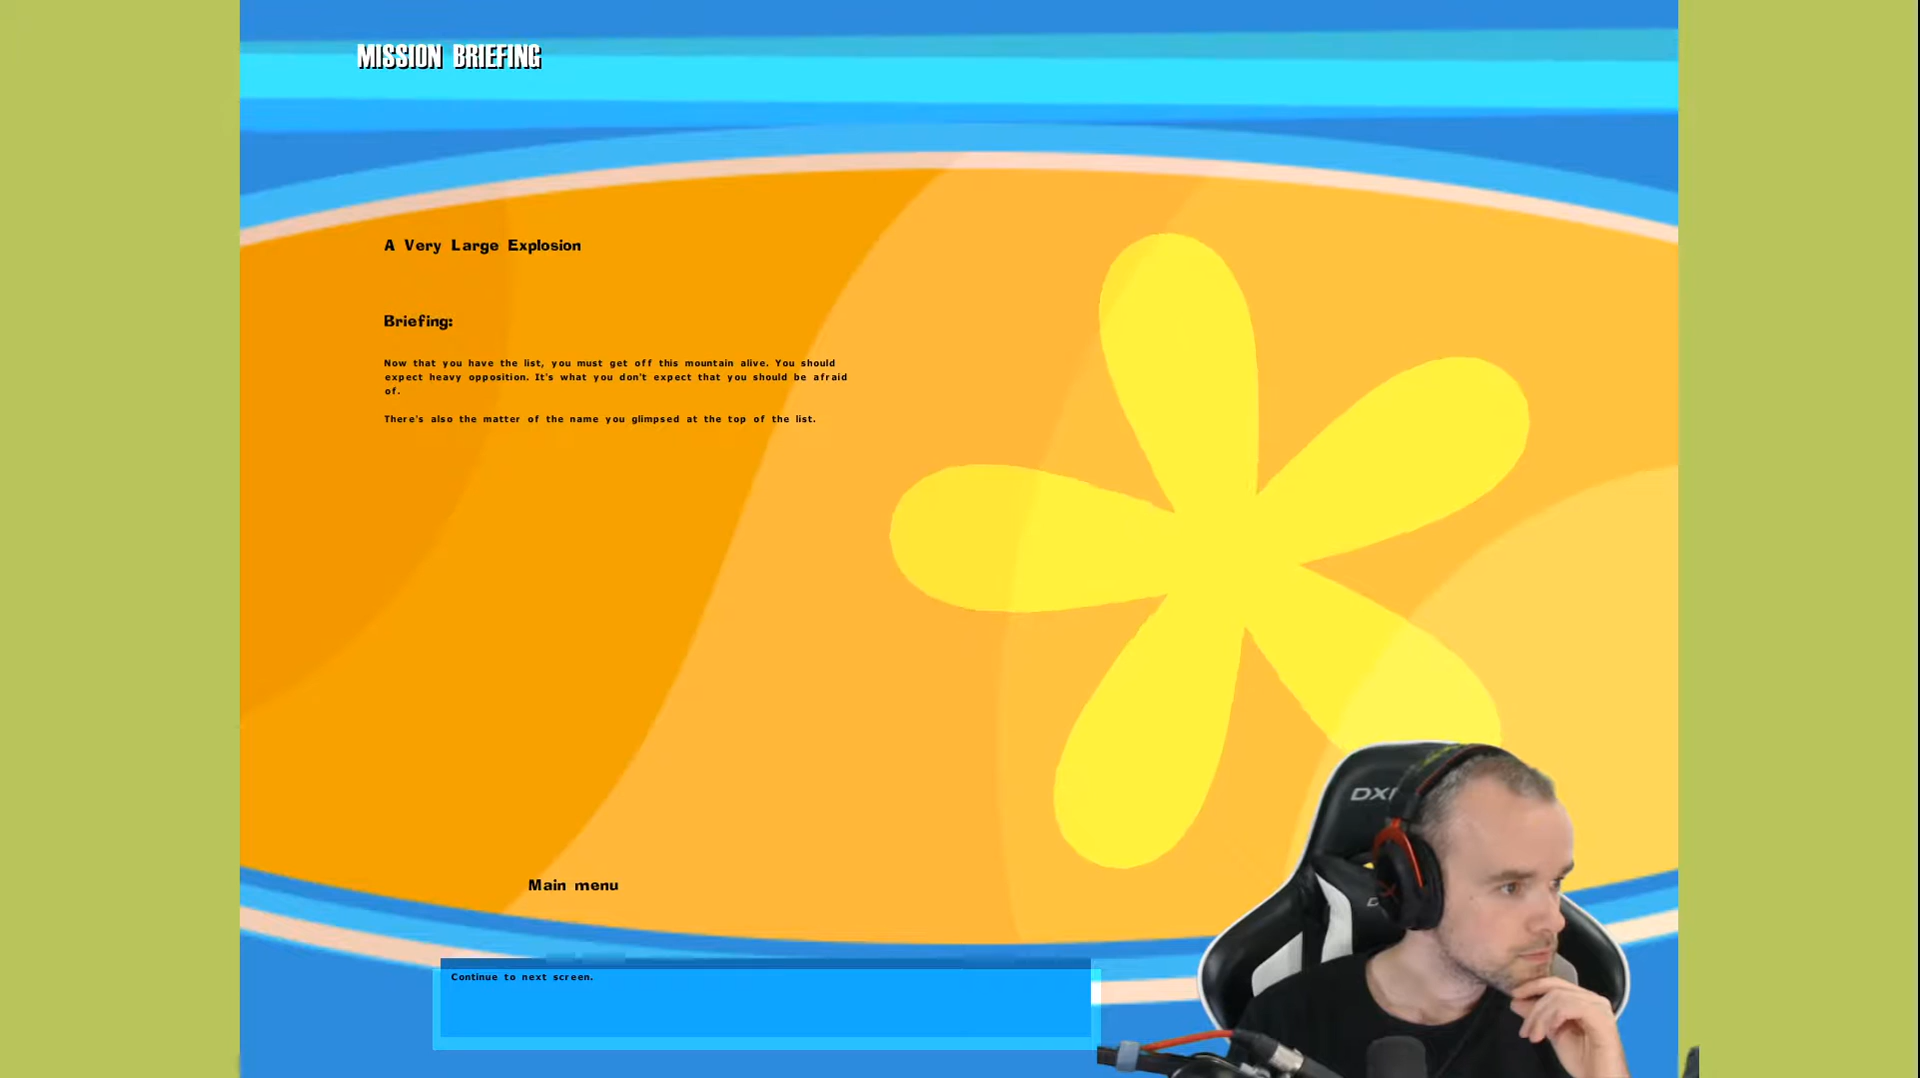 MISSION BRIEFING
A Very Large Explosion
Briefing:
Now that you have the list, you must get off this mountain alive. You should
expect heavy opposition. It's what you don't expect that you should be afraid
of.
There's also the matter of the name you glimpsed at the top of the list.
Main menu
Continue to next screen.